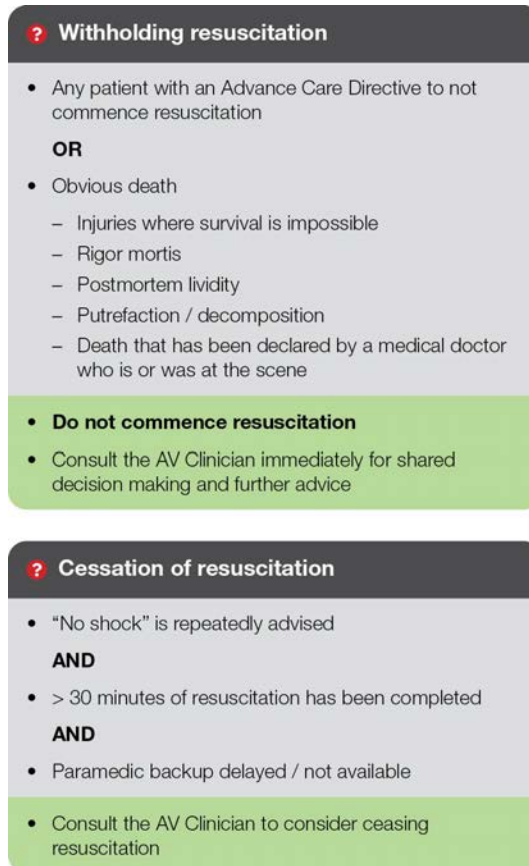 ? Withholding resuscitation
• Any patient with an Advance Care Directive to not
commence resuscitation
OR
• Obvious death
– Injuries where survival is impossible
– Rigor mortis
– Postmortem lividity
– Putrefaction / decomposition
– Death that has been declared by a medical doctor
who is or was at the scene
• Do not commence resuscitation
• Consult the AV Clinician immediately for shared
decision making and further advice
? Cessation of resuscitation
• “No shock” is repeatedly advised
AND
• > 30 minutes of resuscitation has been completed
AND
• Paramedic backup delayed / not available
• Consult the AV Clinician to consider ceasing
resuscitation